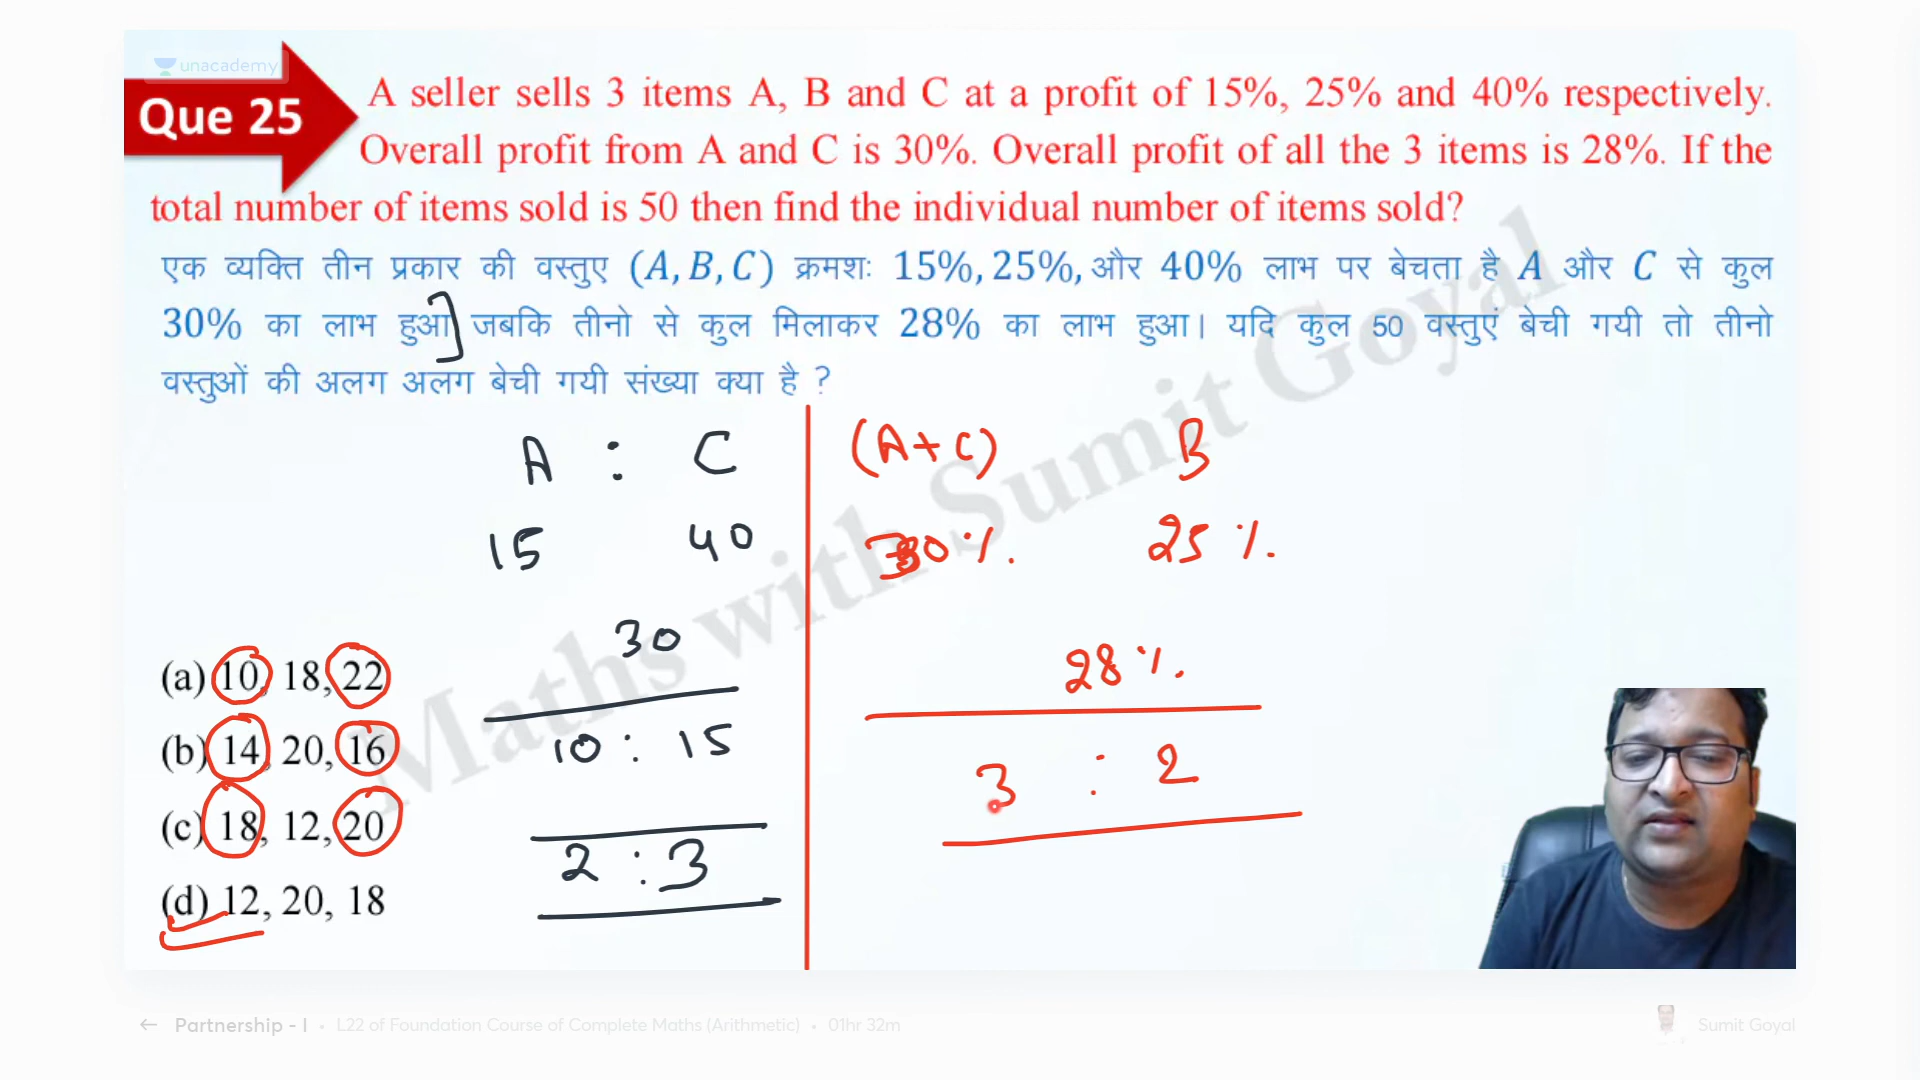 unacademy
Que 25
A seller sells 3 items A, B and C at a profit of 15%, 25% and 40% respectively.
Overall profit from A and C is 30%. Overall profit of all the 3 items is 28%. If the
total number of items sold is 50 then find the individual number of items sold?
एक व्यक्ति तीन प्रकार की वस्तुए (A, B, C) क्रमशः 15%, 25%, और 40% लाभ पर बेचता है A और C से कुल
30% का लाभ हुआ जबकि तीनो से कुल मिलाकर 28% का लाभ हुआ। यदि कुल 50 वस्तुएं बेची गयी तो तीनो
वस्तुओं की अलग अलग बेची गयी संख्या क्या है ?
Maths with Sumit Goyal
A : C
15 40
30
10 : 15
2 : 3
(A+C) B
30%. 25%.
28%.
3 : 2
(a) 10, 18, 22
(b) 14, 20, 16
(c) 18, 12, 20
(d) 12, 20, 18
← Partnership - I • L22 of Foundation Course of Complete Maths (Arithmetic) • 01hr 32m
Sumit Goyal